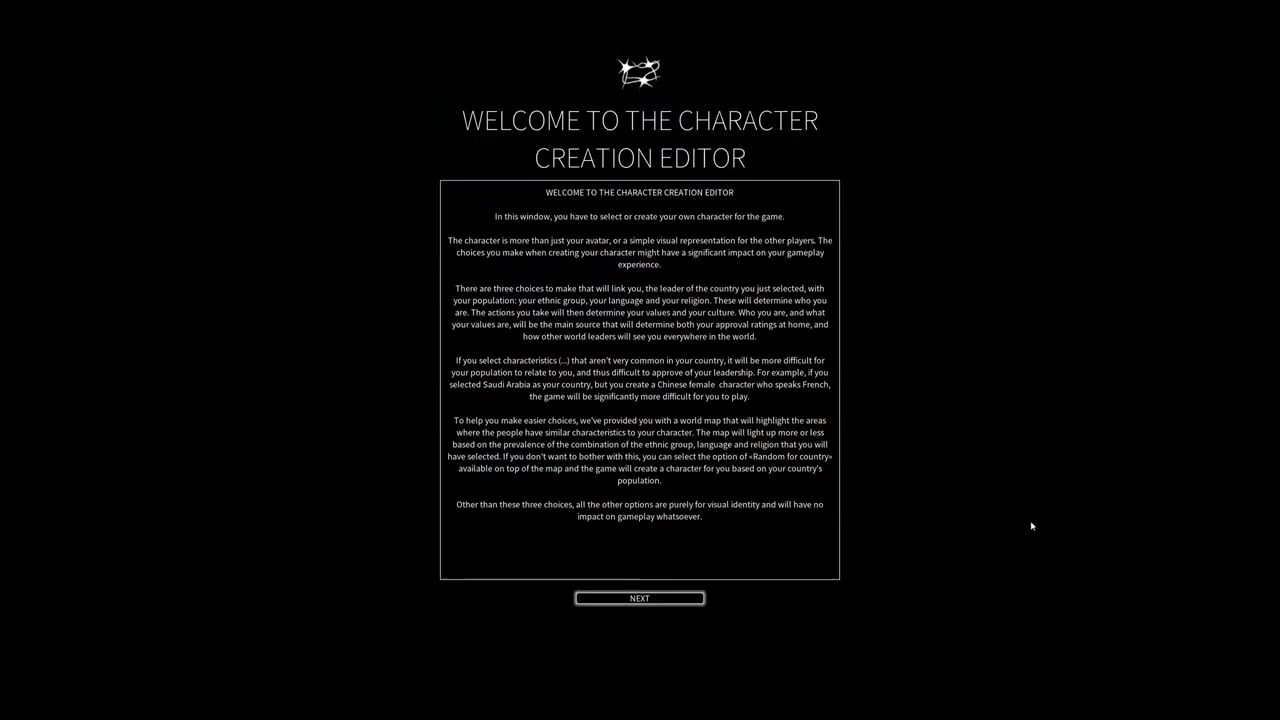 WELCOME TO THE CHARACTER
CREATION EDITOR
WELCOME TO THE CHARACTER CREATION EDITOR
In this window, you have to select or create your own character for the game.
The character is more than just your avatar, or a simple visual representation for the other players. The
choices you make when creating your character might have a significant impact on your gameplay
experience.
There are three choices to make that will link you, the leader of the country you just selected, with
your population: your ethnic group, your language and your religion. These will determine who you
are. The actions you take will then determine your values and your culture. Who you are, and what
your values are, will be the main source that will determine both your approval ratings at home, and
how other world leaders will see you everywhere in the world.
If you select characteristics (...) that aren't very common in your country, it will be more difficult for
your population to relate to you, and thus difficult to approve of your leadership. For example, if you
selected Saudi Arabia as your country, but you create a Chinese female  character who speaks French,
the game will be significantly more difficult for you to play.
To help you make easier choices, we've provided you with a world map that will highlight the areas
where the people have similar characteristics to your character. The map will light up more or less
based on the prevalence of the combination of the ethnic group, language and religion that you will
have selected. If you don't want to bother with this, you can select the option of «Random for country»
available on top of the map and the game will create a character for you based on your country's
population.
Other than these three choices, all the other options are purely for visual identity and will have no
impact on gameplay whatsoever.
NEXT